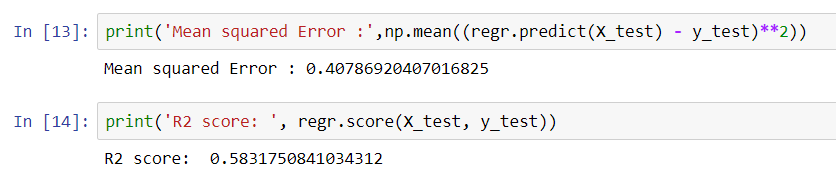 In [13]: print('Mean squared Error :',np.mean((regr.predict(X_test) - y_test)**2))
Mean squared Error : 0.40786920407016825
In [14]: print('R2 score: ', regr.score(X_test, y_test))
R2 score:  0.5831750841034312